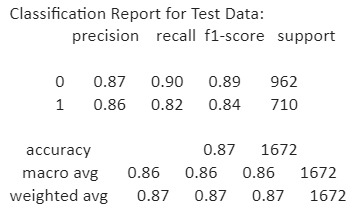 Classification Report for Test Data:
precision recall f1-score support
0 0.87 0.90 0.89 962
1 0.86 0.82 0.84 710
accuracy 0.87 1672
macro avg 0.86 0.86 0.86 1672
weighted avg 0.87 0.87 0.87 1672